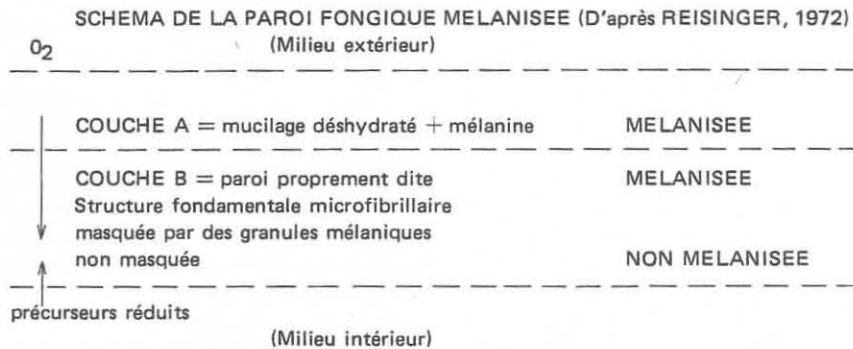 SCHEMA DE LA PAROI FONGIQUE MELANISEE (D'après REISINGER, 1972)
O2 (Milieu extérieur)
COUCHE A = mucilage déshydraté + mélanine MELANISEE
COUCHE B = paroi proprement dite MELANISEE
Structure fondamentale microfibrillaire
masquée par des granules mélaniques
non masquée NON MELANISEE
précurseurs réduits
(Milieu intérieur)